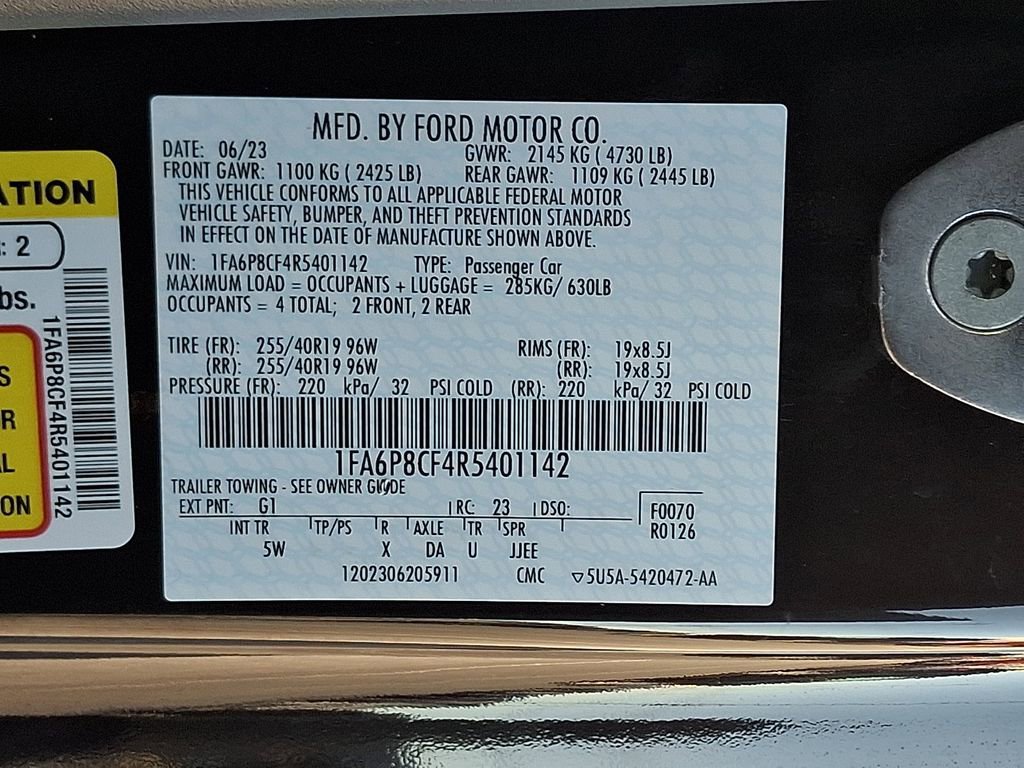 MFD. BY FORD MOTOR CO.
DATE: 06/23 GVWR: 2145 KG ( 4730 LB)
FRONT GAWR: 1100 KG ( 2425 LB) REAR GAWR: 1109 KG ( 2445 LB)
THIS VEHICLE CONFORMS TO ALL APPLICABLE FEDERAL MOTOR
VEHICLE SAFETY, BUMPER, AND THEFT PREVENTION STANDARDS
IN EFFECT ON THE DATE OF MANUFACTURE SHOWN ABOVE.
VIN: 1FA6P8CF4R5401142 TYPE: Passenger Car
MAXIMUM LOAD = OCCUPANTS + LUGGAGE = 285KG/ 630LB
OCCUPANTS = 4 TOTAL; 2 FRONT, 2 REAR
TIRE (FR): 255/40R19 96W RIMS (FR): 19x8.5J
(RR): 255/40R19 96W (RR): 19x8.5J
PRESSURE (FR): 220 kPa/ 32 PSI COLD (RR): 220 kPa/ 32 PSI COLD
1FA6P8CF4R5401142
TRAILER TOWING - SEE OWNER GUIDE
EXT PNT: G1 RC: 23 DSO: F0070
R0126
INT TR TP/PS R AXLE TR SPR
5W X DA U JJEE
1202306205911 CMC ▽5U5A-5420472-AA
ATION
: 2
bs.
1FA6P8CF4R5401142
S
R
L
ON